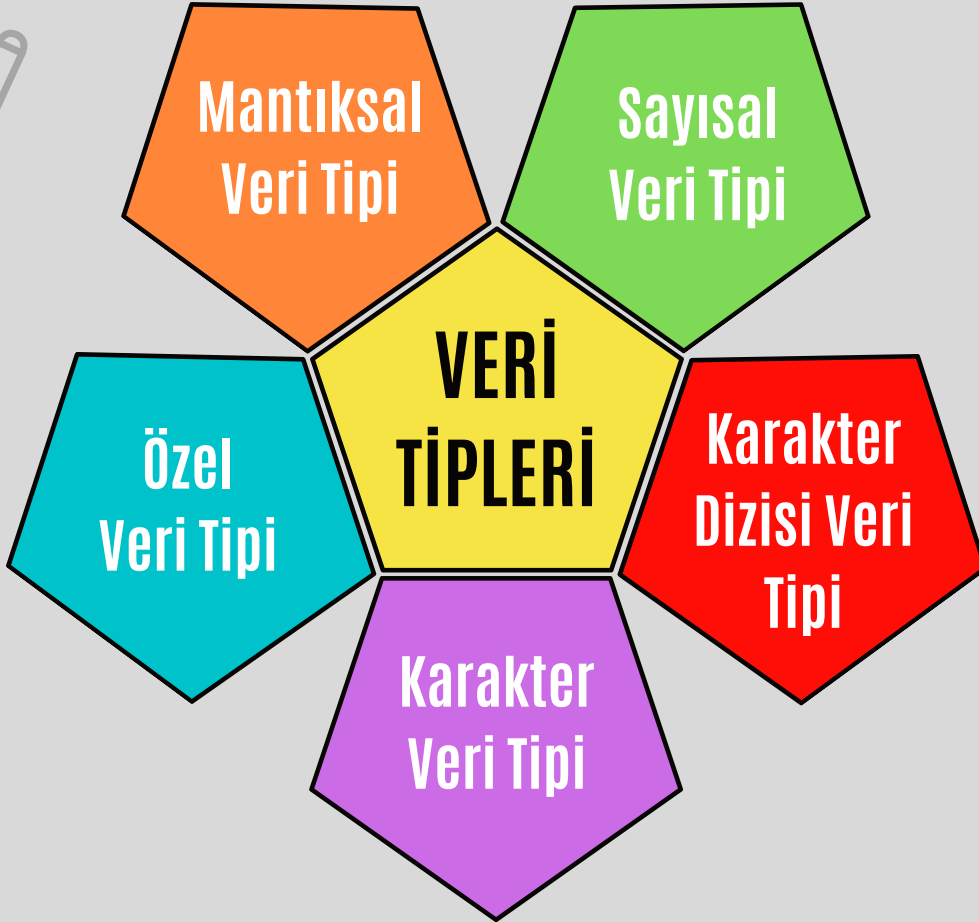 Mantıksal
Veri Tipi
Sayısal
Veri Tipi
VERİ
TİPLERİ
Özel
Veri Tipi
Karakter
Dizisi Veri
Tipi
Karakter
Veri Tipi